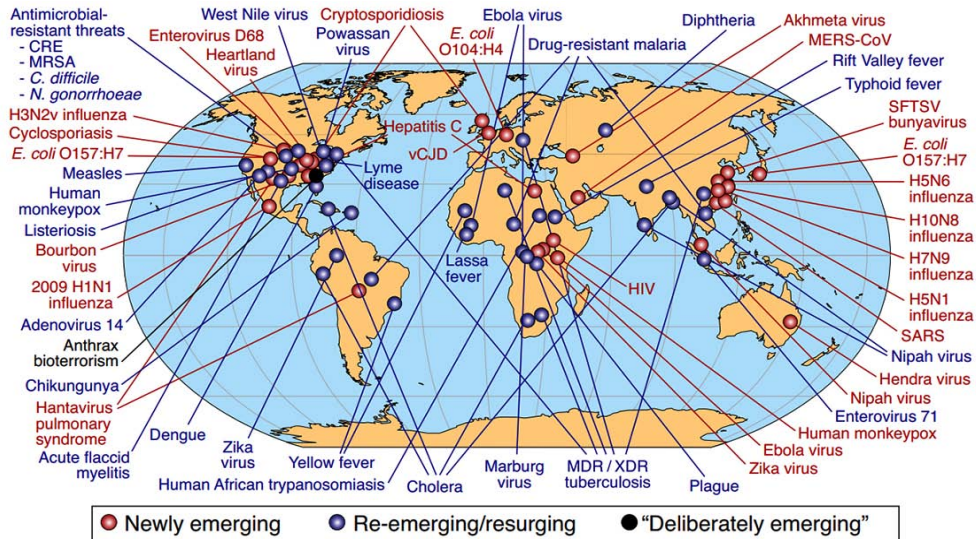 Antimicrobial-
resistant threats
- CRE
- MRSA
- C. difficile
- N. gonorrhoeae
H3N2v influenza
Cyclosporiasis
E. coli O157:H7
Measles
Human
monkeypox
Listeriosis
Bourbon
virus
2009 H1N1
influenza
Adenovirus 14
Anthrax
bioterrorism
Chikungunya
Hantavirus
pulmonary
syndrome
Acute flaccid
myelitis
Enterovirus D68
West Nile virus
Heartland
virus
Cryptosporidiosis
Powassan
virus
E. coli
O104:H4
Ebola virus
Drug-resistant malaria
Diphtheria
Akhmeta virus
MERS-CoV
Rift Valley fever
Typhoid fever
SFTSV
bunyavirus
E. coli
O157:H7
H5N6
influenza
H10N8
influenza
H7N9
influenza
H5N1
influenza
SARS
Nipah virus
Hendra virus
Nipah virus
Enterovirus 71
Human monkeypox
Ebola virus
Zika virus
Hepatitis C
vCJD
Lyme
disease
Lassa
fever
HIV
Dengue
Zika
virus
Yellow fever
Human African trypanosomiasis
Cholera
Marburg
virus
MDR / XDR
tuberculosis
Plague
Newly emerging
Re-emerging/resurging
“Deliberately emerging”